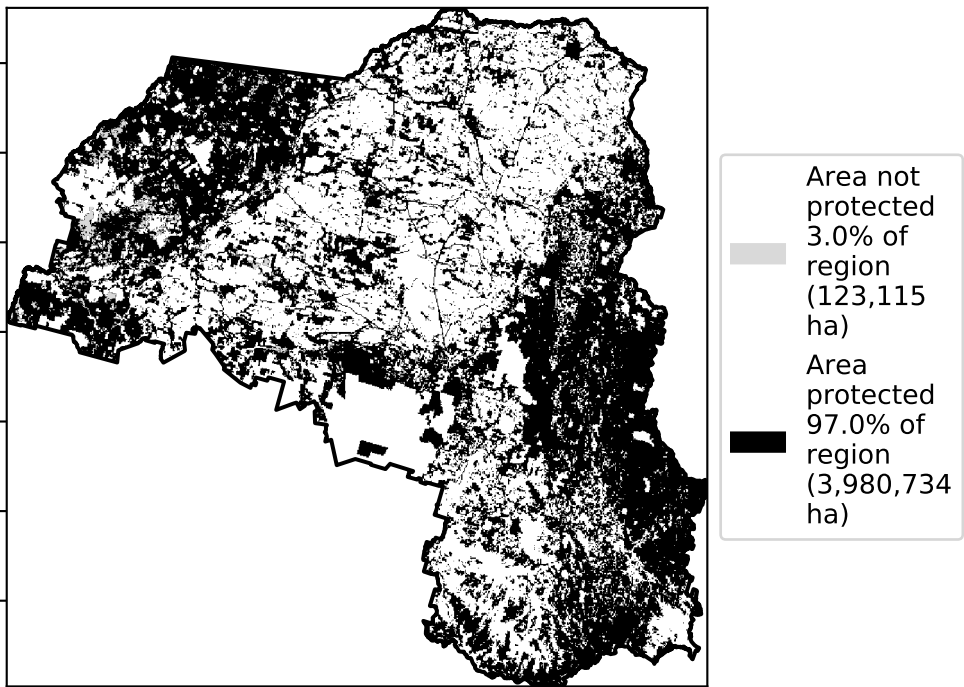 Area not
protected
3.0% of
region
(123,115
ha)
Area
protected
97.0% of
region
(3,980,734
ha)